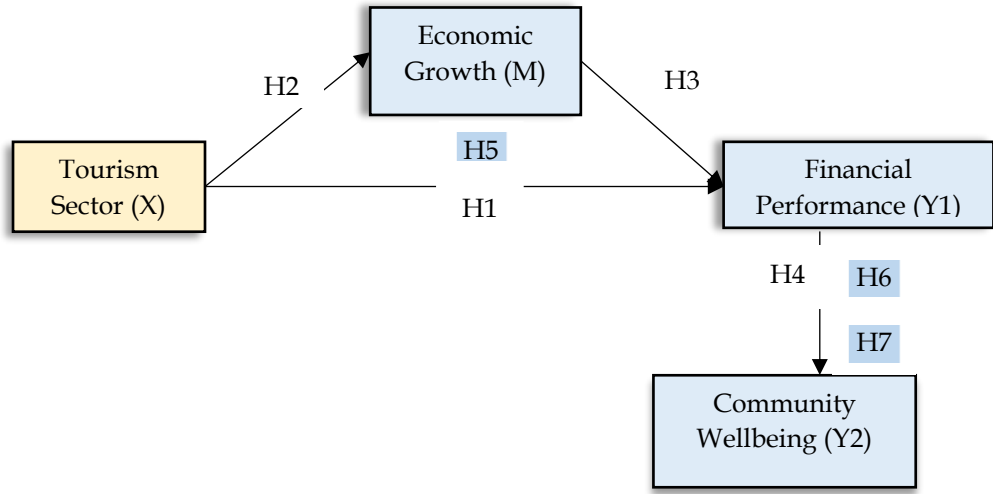 Economic
Growth (M)
H2
H3
H5
Tourism
Sector (X)
H1
Financial
Performance (Y1)
H4
H6
H7
Community
Wellbeing (Y2)